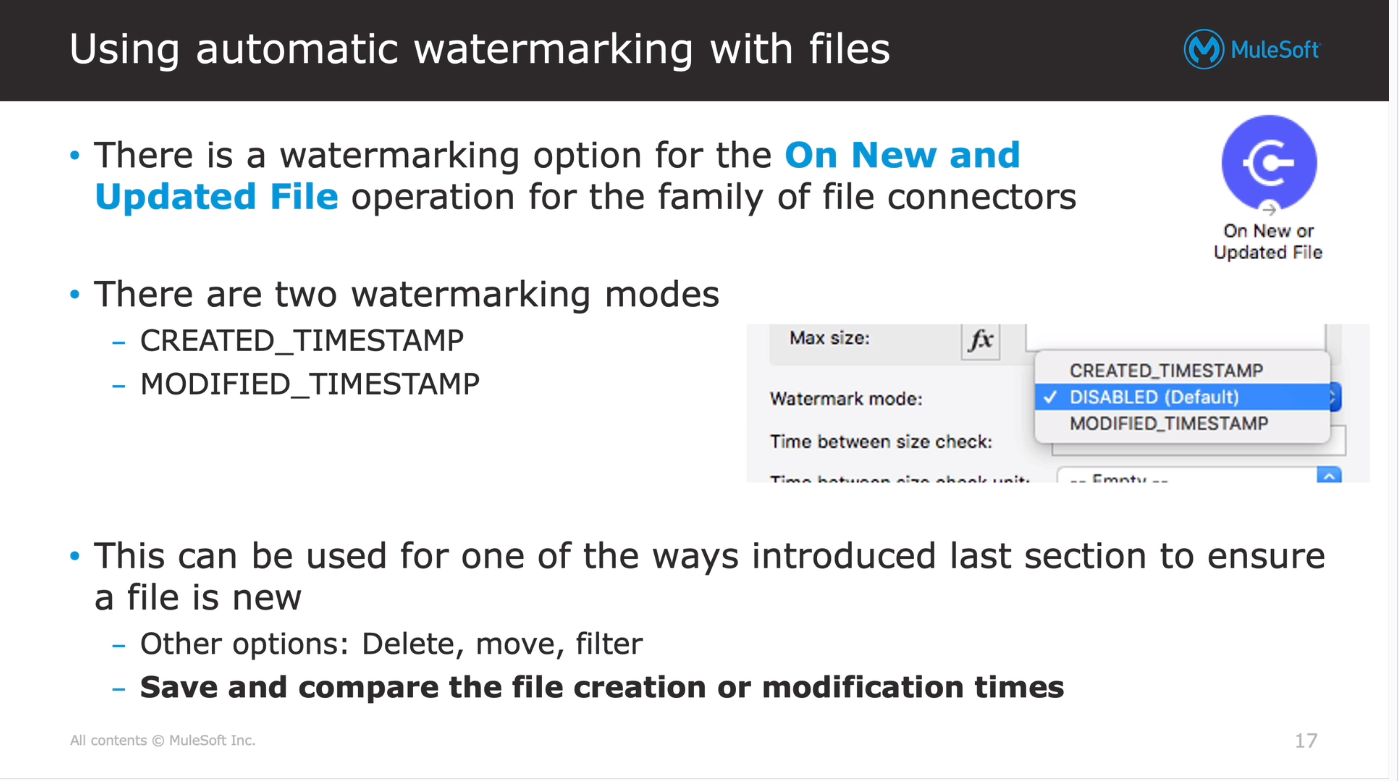 Using automatic watermarking with files
MuleSoft
• There is a watermarking option for the On New and
Updated File operation for the family of file connectors
On New or
Updated File
• There are two watermarking modes
– CREATED_TIMESTAMP
– MODIFIED_TIMESTAMP
Max size:
fx
CREATED_TIMESTAMP
Watermark mode:
✓ DISABLED (Default)
MODIFIED_TIMESTAMP
Time between size check:
Time between size check unit:
-- Empty --
• This can be used for one of the ways introduced last section to ensure
a file is new
– Other options: Delete, move, filter
– Save and compare the file creation or modification times
All contents © MuleSoft Inc.
17